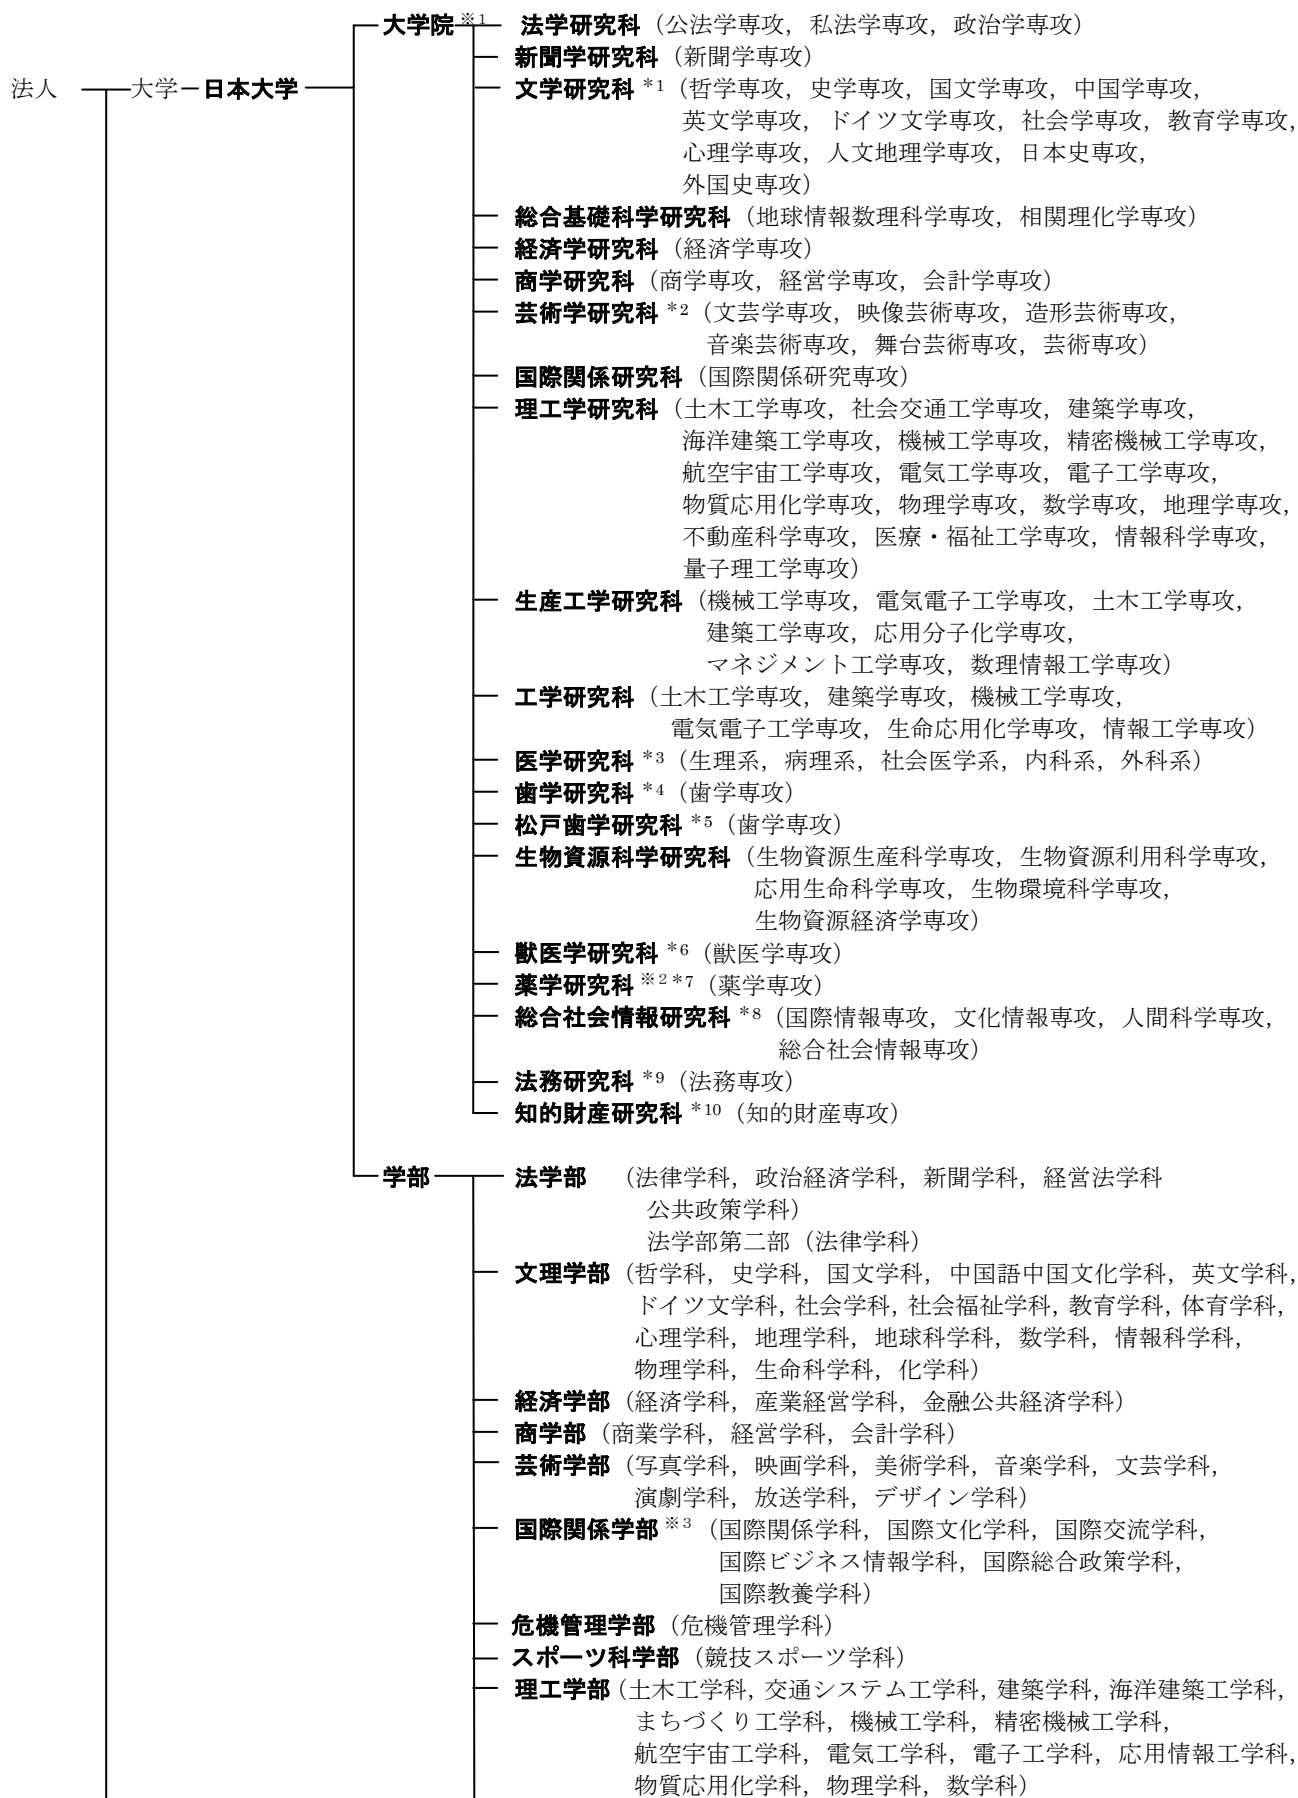 大学院 ※1 法学研究科（公法学専攻，私法学専攻，政治学専攻）
新聞学研究科（新聞学専攻）
法人 大学 日本大学 文学研究科 *1（哲学専攻，史学専攻，国文学専攻，中国学専攻，
英文学専攻，ドイツ文学専攻，社会学専攻，教育学専攻，
心理学専攻，人文地理学専攻，日本史専攻，
外国史専攻）
総合基礎科学研究科（地球情報数理科学専攻，相関理化学専攻）
経済学研究科（経済学専攻）
商学研究科（商学専攻，経営学専攻，会計学専攻）
芸術学研究科 *2（文芸学専攻，映像芸術専攻，造形芸術専攻，
音楽芸術専攻，舞台芸術専攻，芸術専攻）
国際関係研究科（国際関係研究専攻）
理工学研究科（土木工学専攻，社会交通工学専攻，建築学専攻，
海洋建築工学専攻，機械工学専攻，精密機械工学専攻，
航空宇宙工学専攻，電気工学専攻，電子工学専攻，
物質応用化学専攻，物理学専攻，数学専攻，地理学専攻，
不動産科学専攻，医療・福祉工学専攻，情報科学専攻，
量子理工学専攻）
生産工学研究科（機械工学専攻，電気電子工学専攻，土木工学専攻，
建築工学専攻，応用分子化学専攻，
マネジメント工学専攻，数理情報工学専攻）
工学研究科（土木工学専攻，建築学専攻，機械工学専攻，
電気電子工学専攻，生命応用化学専攻，情報工学専攻）
医学研究科 *3（生理系，病理系，社会医学系，内科系，外科系）
歯学研究科 *4（歯学専攻）
松戸歯学研究科 *5（歯学専攻）
生物資源科学研究科（生物資源生産科学専攻，生物資源利用科学専攻，
応用生命科学専攻，生物環境科学専攻，
生物資源経済学専攻）
獣医学研究科 *6（獣医学専攻）
薬学研究科 ※2 *7（薬学専攻）
総合社会情報研究科 *8（国際情報専攻，文化情報専攻，人間科学専攻，
総合社会情報専攻）
法務研究科 *9（法務専攻）
知的財産研究科 *10（知的財産専攻）
学部 法学部 （法律学科，政治経済学科，新聞学科，経営法学科
公共政策学科）
法学部第二部（法律学科）
文理学部（哲学科，史学科，国文学科，中国語中国文化学科，英文学科，
ドイツ文学科，社会学科，社会福祉学科，教育学科，体育学科，
心理学科，地理学科，地球科学科，数学科，情報科学科，
物理学科，生命科学科，化学科）
経済学部（経済学科，産業経営学科，金融公共経済学科）
商学部（商業学科，経営学科，会計学科）
芸術学部（写真学科，映画学科，美術学科，音楽学科，文芸学科，
演劇学科，放送学科，デザイン学科）
国際関係学部 ※3（国際関係学科，国際文化学科，国際交流学科，
国際ビジネス情報学科，国際総合政策学科，
国際教養学科）
危機管理学部（危機管理学科）
スポーツ科学部（競技スポーツ学科）
理工学部（土木工学科，交通システム工学科，建築学科，海洋建築工学科，
まちづくり工学科，機械工学科，精密機械工学科，
航空宇宙工学科，電気工学科，電子工学科，応用情報工学科，
物質応用化学科，物理学科，数学科）